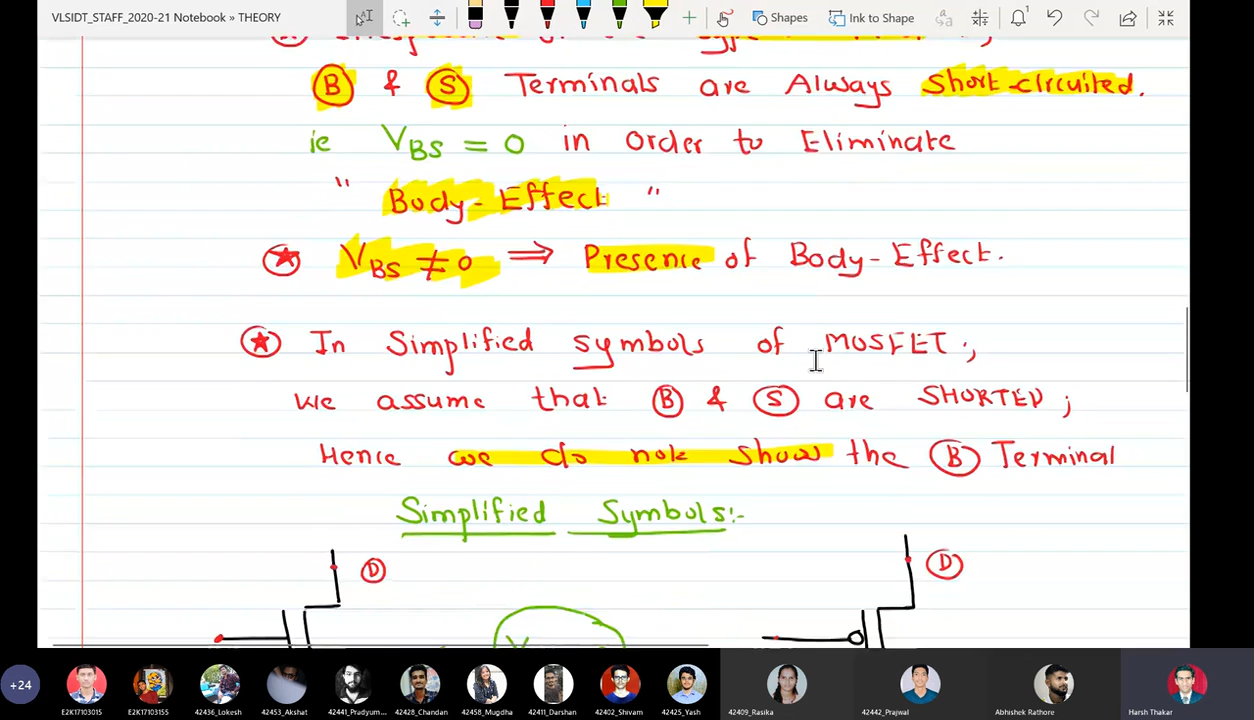 VLSIDT_STAFF_2020-21 Notebook » THEORY
Shapes
Ink to Shape
B & S Terminals are Always Short-circuited.
ie VBS = 0 in order to Eliminate
" Body-Effect "
VBS ≠ 0 ⇒ Presence of Body-Effect.
In Simplified symbols of MOSFET;
we assume that B & S are SHORTED;
Hence we do not show the B Terminal
Simplified Symbols:-
D
D
+24
E2K17103015
E2K17103155
42436_Lokesh
42453_Akshat
42441_Pradyum...
42428_Chandan
42458_Mugdha
42411_Darshan
42402_Shivam
42425_Yash
42409_Rasika
42442_Prajwal
Abhishek Rathore
Harsh Thakar